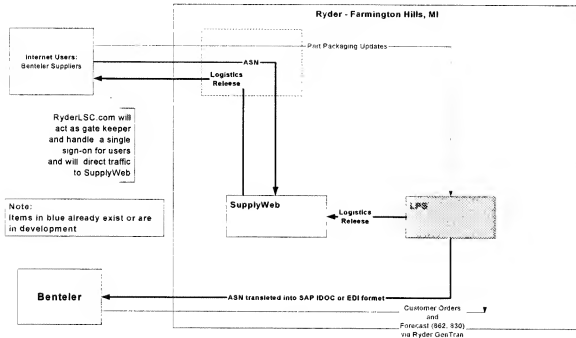 Ryder - Farmington Hills, MI
Internet Users:
Benteler Suppliers
Part Packaging Updates
ASN
Logistics
Release
RyderLSC.com will
act as gate keeper
and handle a single
sign-on for users
and will direct traffic
to SupplyWeb
Note:
Items in blue already exist or are
in development
SupplyWeb
Logistics
Release
LPS
Benteler
ASN translated into SAP IDOC or EDI format
Customer Orders
and
Forecast (862, 830)
via Ryder GenTran